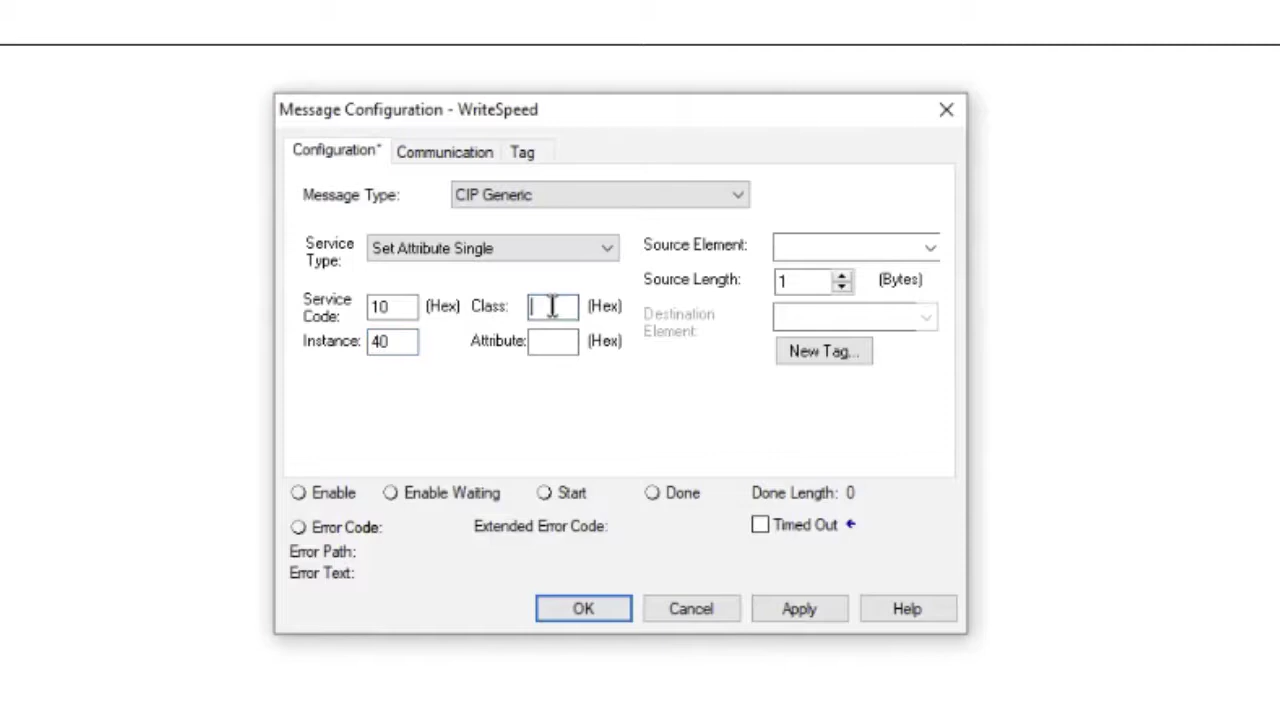 Message Configuration - WriteSpeed
Configuration* Communication Tag
Message Type: CIP Generic
Service Type: Set Attribute Single
Source Element:
Source Length: 1 (Bytes)
Service Code: 10 (Hex) Class: (Hex)
Destination Element:
Instance: 40 Attribute: (Hex)
New Tag...
Enable Enable Waiting Start Done Done Length: 0
Error Code: Extended Error Code: Timed Out
Error Path:
Error Text:
OK Cancel Apply Help